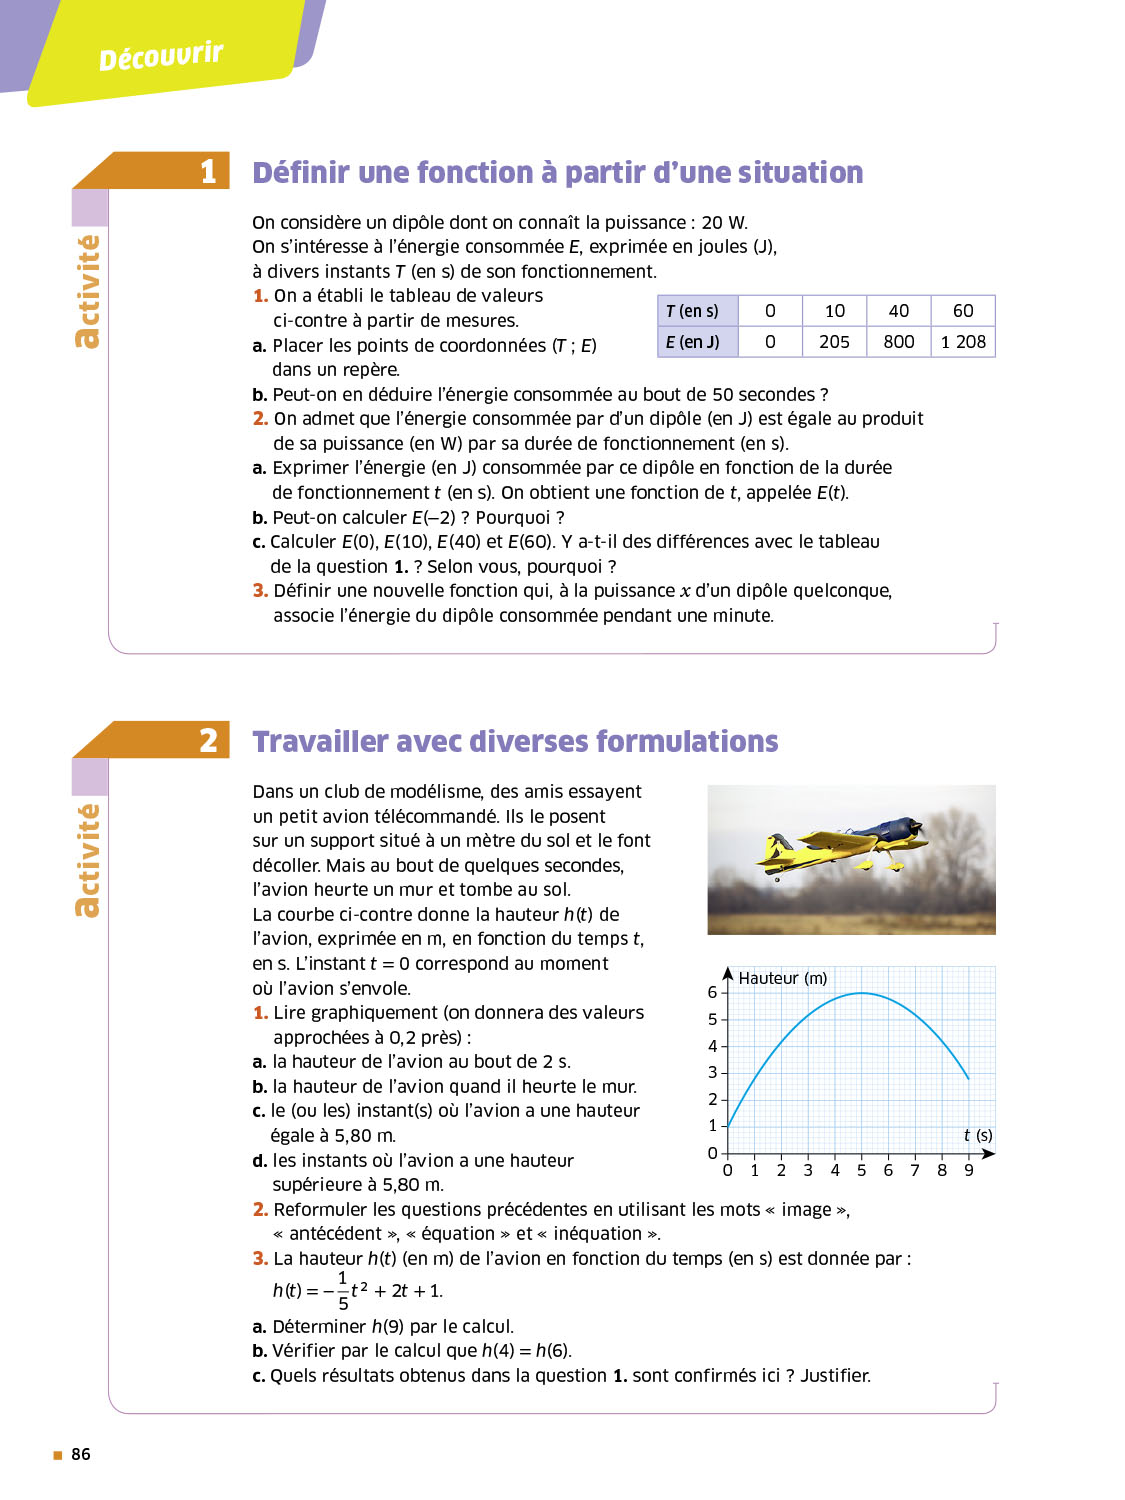 Découvrir
activité
1
Définir une fonction à partir d'une situation
On considère un dipôle dont on connaît la puissance : 20 W.
On s'intéresse à l'énergie consommée E, exprimée en joules (J),
à divers instants T (en s) de son fonctionnement.
1. On a établi le tableau de valeurs
ci-contre à partir de mesures.
T (en s) 0 10 40 60
E (en J) 0 205 800 1 208
a. Placer les points de coordonnées (T ; E)
dans un repère.
b. Peut-on en déduire l'énergie consommée au bout de 50 secondes ?
2. On admet que l'énergie consommée par d'un dipôle (en J) est égale au produit
de sa puissance (en W) par sa durée de fonctionnement (en s).
a. Exprimer l'énergie (en J) consommée par ce dipôle en fonction de la durée
de fonctionnement t (en s). On obtient une fonction de t, appelée E(t).
b. Peut-on calculer E(–2) ? Pourquoi ?
c. Calculer E(0), E(10), E(40) et E(60). Y a-t-il des différences avec le tableau
de la question 1. ? Selon vous, pourquoi ?
3. Définir une nouvelle fonction qui, à la puissance x d'un dipôle quelconque,
associe l'énergie du dipôle consommée pendant une minute.
activité
2
Travailler avec diverses formulations
Dans un club de modélisme, des amis essayent
un petit avion télécommandé. Ils le posent
sur un support situé à un mètre du sol et le font
décoller. Mais au bout de quelques secondes,
l'avion heurte un mur et tombe au sol.
La courbe ci-contre donne la hauteur h(t) de
l'avion, exprimée en m, en fonction du temps t,
en s. L'instant t = 0 correspond au moment
où l'avion s'envole.
1. Lire graphiquement (on donnera des valeurs
approchées à 0,2 près) :
a. la hauteur de l'avion au bout de 2 s.
b. la hauteur de l'avion quand il heurte le mur.
c. le (ou les) instant(s) où l'avion a une hauteur
égale à 5,80 m.
d. les instants où l'avion a une hauteur
supérieure à 5,80 m.
Hauteur (m)
6
5
4
3
2
1
0
t (s)
0 1 2 3 4 5 6 7 8 9
2. Reformuler les questions précédentes en utilisant les mots « image »,
« antécédent », « équation » et « inéquation ».
3. La hauteur h(t) (en m) de l'avion en fonction du temps (en s) est donnée par :
h(t) = –1/5 t² + 2t + 1.
a. Déterminer h(9) par le calcul.
b. Vérifier par le calcul que h(4) = h(6).
c. Quels résultats obtenus dans la question 1. sont confirmés ici ? Justifier.
86